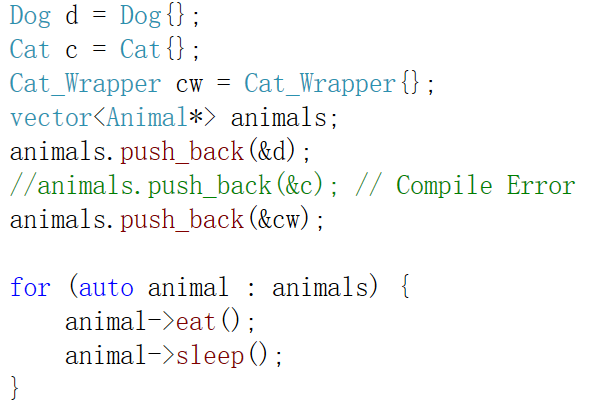 Dog d = Dog{};
Cat c = Cat{};
Cat_Wrapper cw = Cat_Wrapper{};
vector<Animal*> animals;
animals.push_back(&d);
//animals.push_back(&c); // Compile Error
animals.push_back(&cw);

for (auto animal : animals) {
    animal->eat();
    animal->sleep();
}